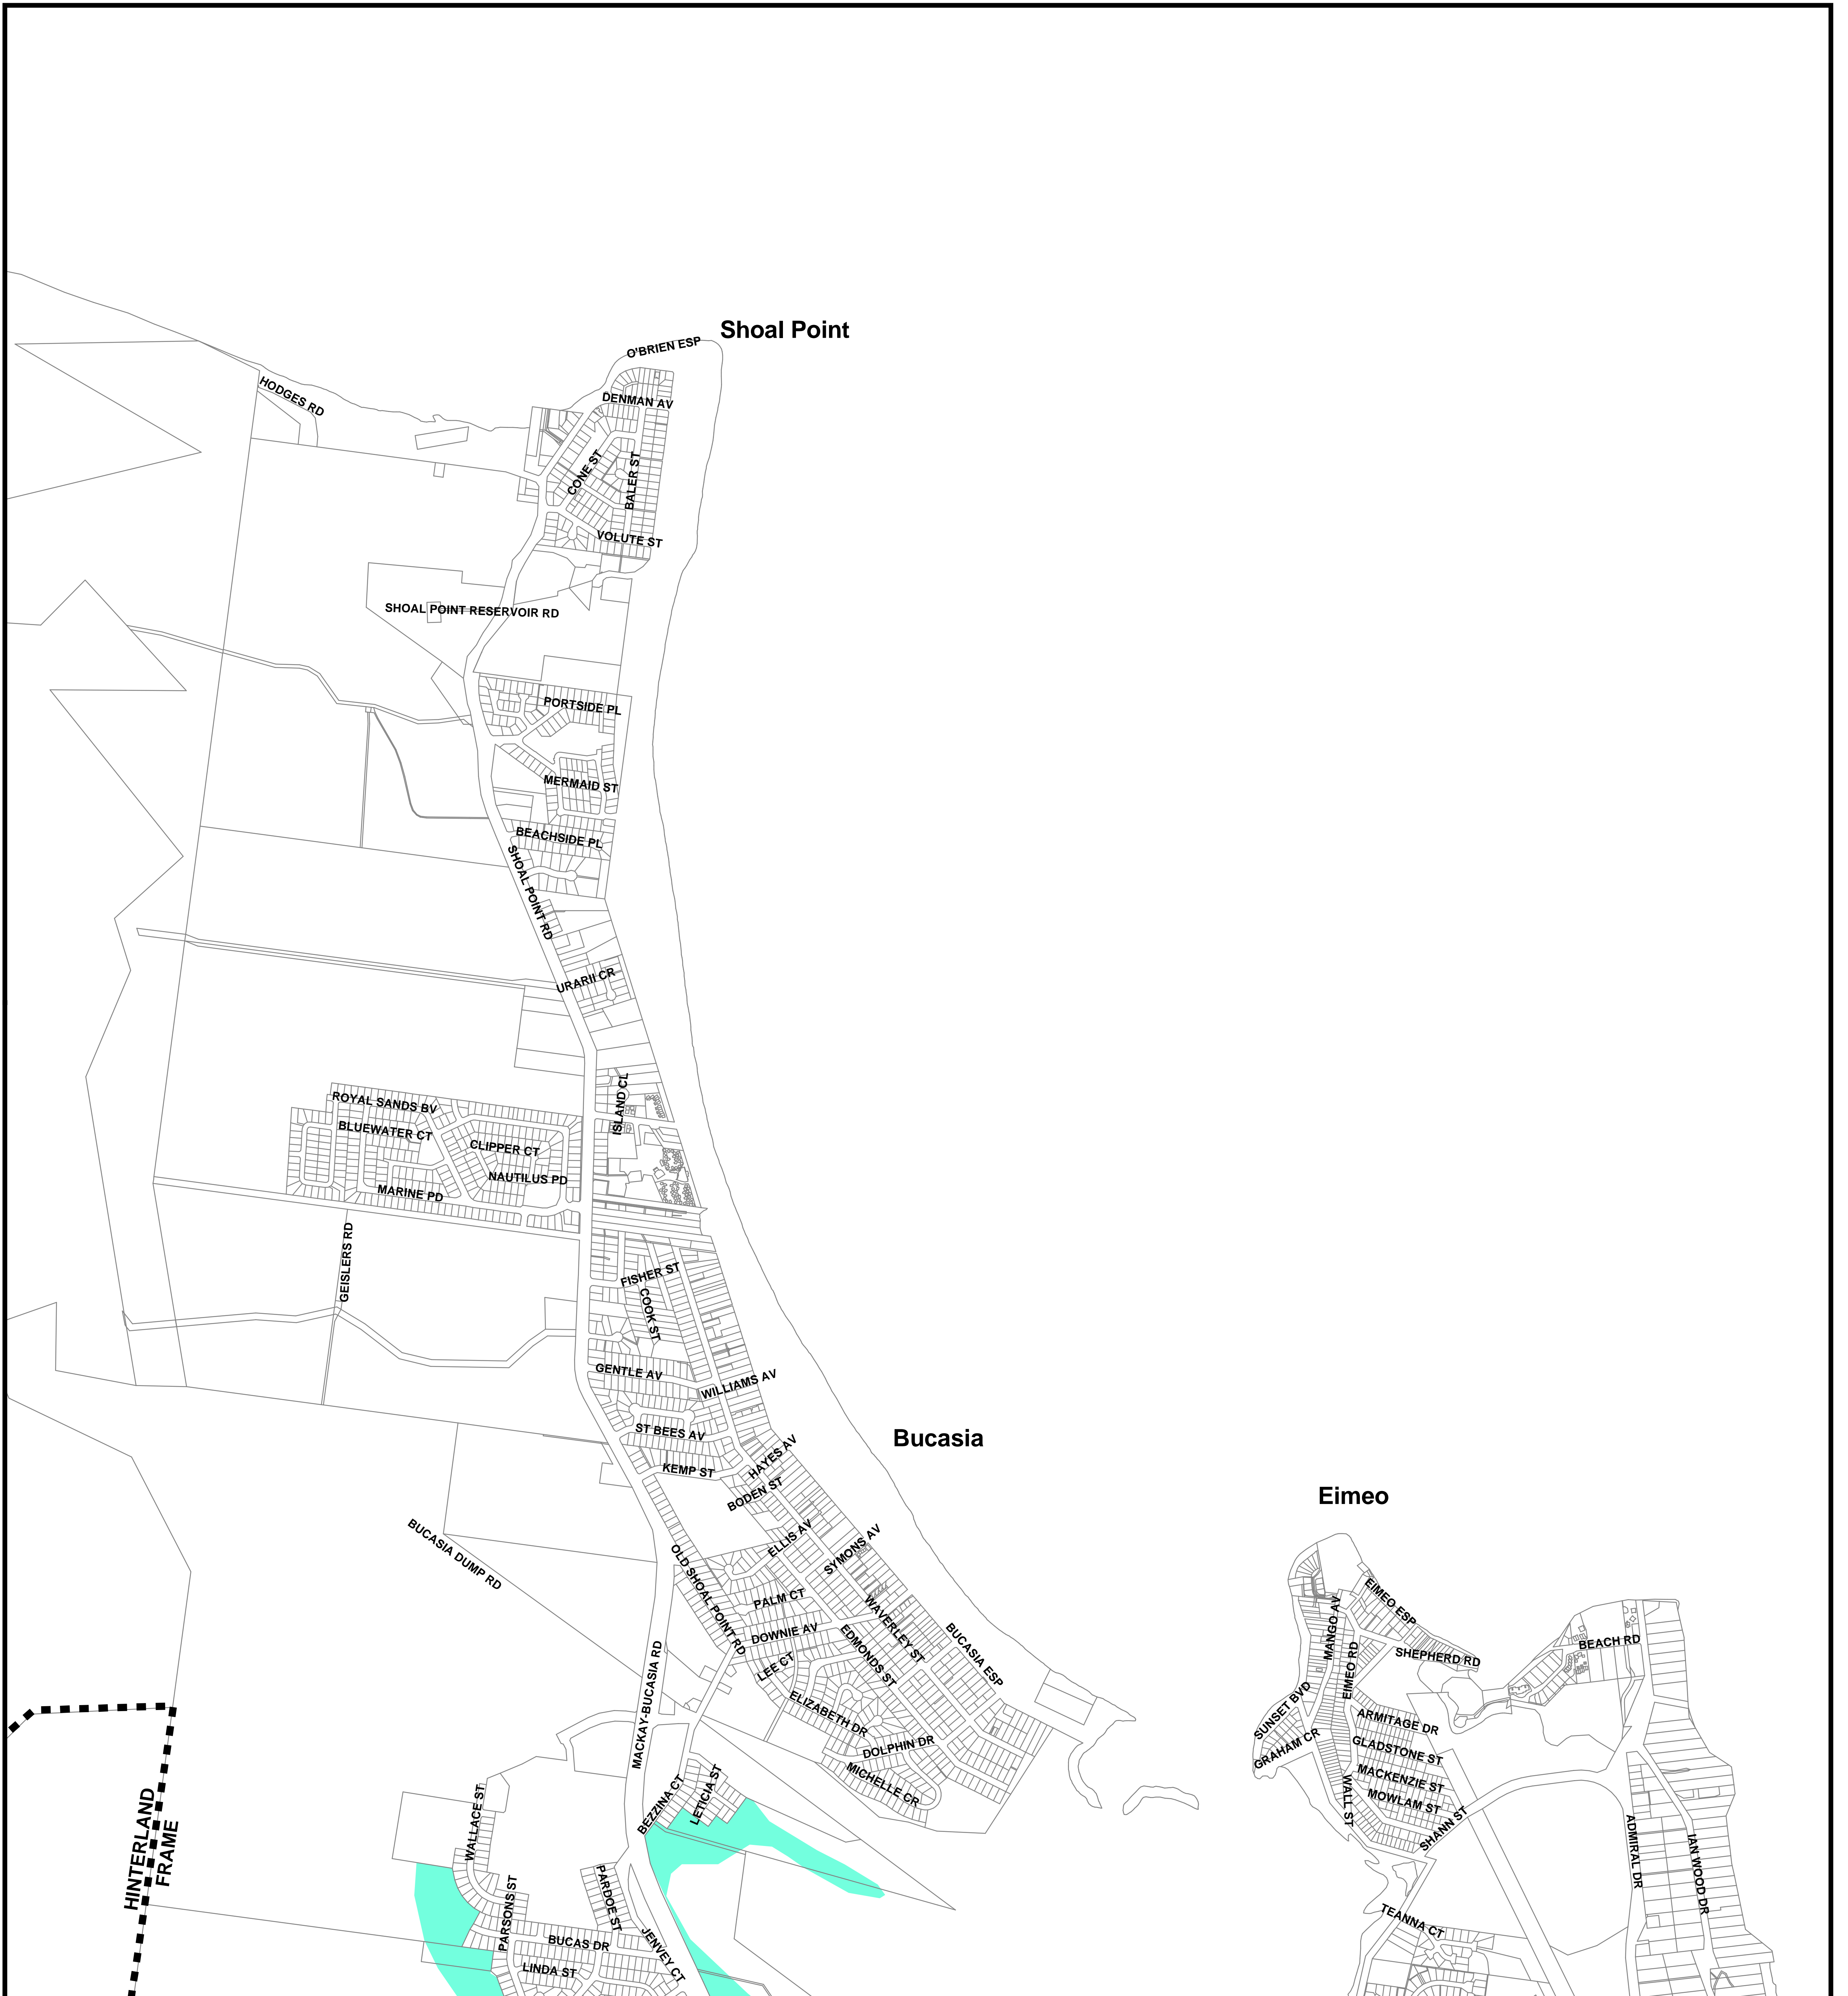 Shoal Point
O'BRIEN ESP
HODGES RD
DENMAN AV
CONE ST
BALER ST
VOLUTE ST
SHOAL POINT RESERVOIR RD
PORTSIDE PL
MERMAID ST
BEACHSIDE PL
SHOAL POINT RD
URARII CR
ISLAND CL
ROYAL SANDS BV
BLUEWATER CT
CLIPPER CT
NAUTILUS PD
MARINE PD
GEISLERS RD
FISHER ST
COOK ST
GENTLE AV
WILLIAMS AV
ST BEES AV
Bucasia
HAYES AV
KEMP ST
BODEN ST
Eimeo
BUCASIA DUMP RD
ELLIS AV
SYMONS AV
OLD SHOAL POINT RD
PALM CT
WAVERLEY ST
DOWNIE AV
EDMONDS ST
BUCASIA ESP
LEE CT
MACKAY-BUCASIA RD
ELIZABETH DR
DOLPHIN DR
MICHELLE CR
EIMEO ESP
MANGO AV
SHEPHERD RD
BEACH RD
EIMEO RD
SUNSET BVD
GRAHAM CR
ARMITAGE DR
GLADSTONE ST
MACKENZIE ST
MOWLAM ST
WALL ST
SHANN ST
ADMIRAL DR
IAN WOOD DR
TEANNA CT
BEZZINA CT
LETICIA ST
WALLACE ST
HINTERLAND
FRAME
PARSONS ST
PARDOE ST
BUCAS DR
JENVEY CT
LINDA ST